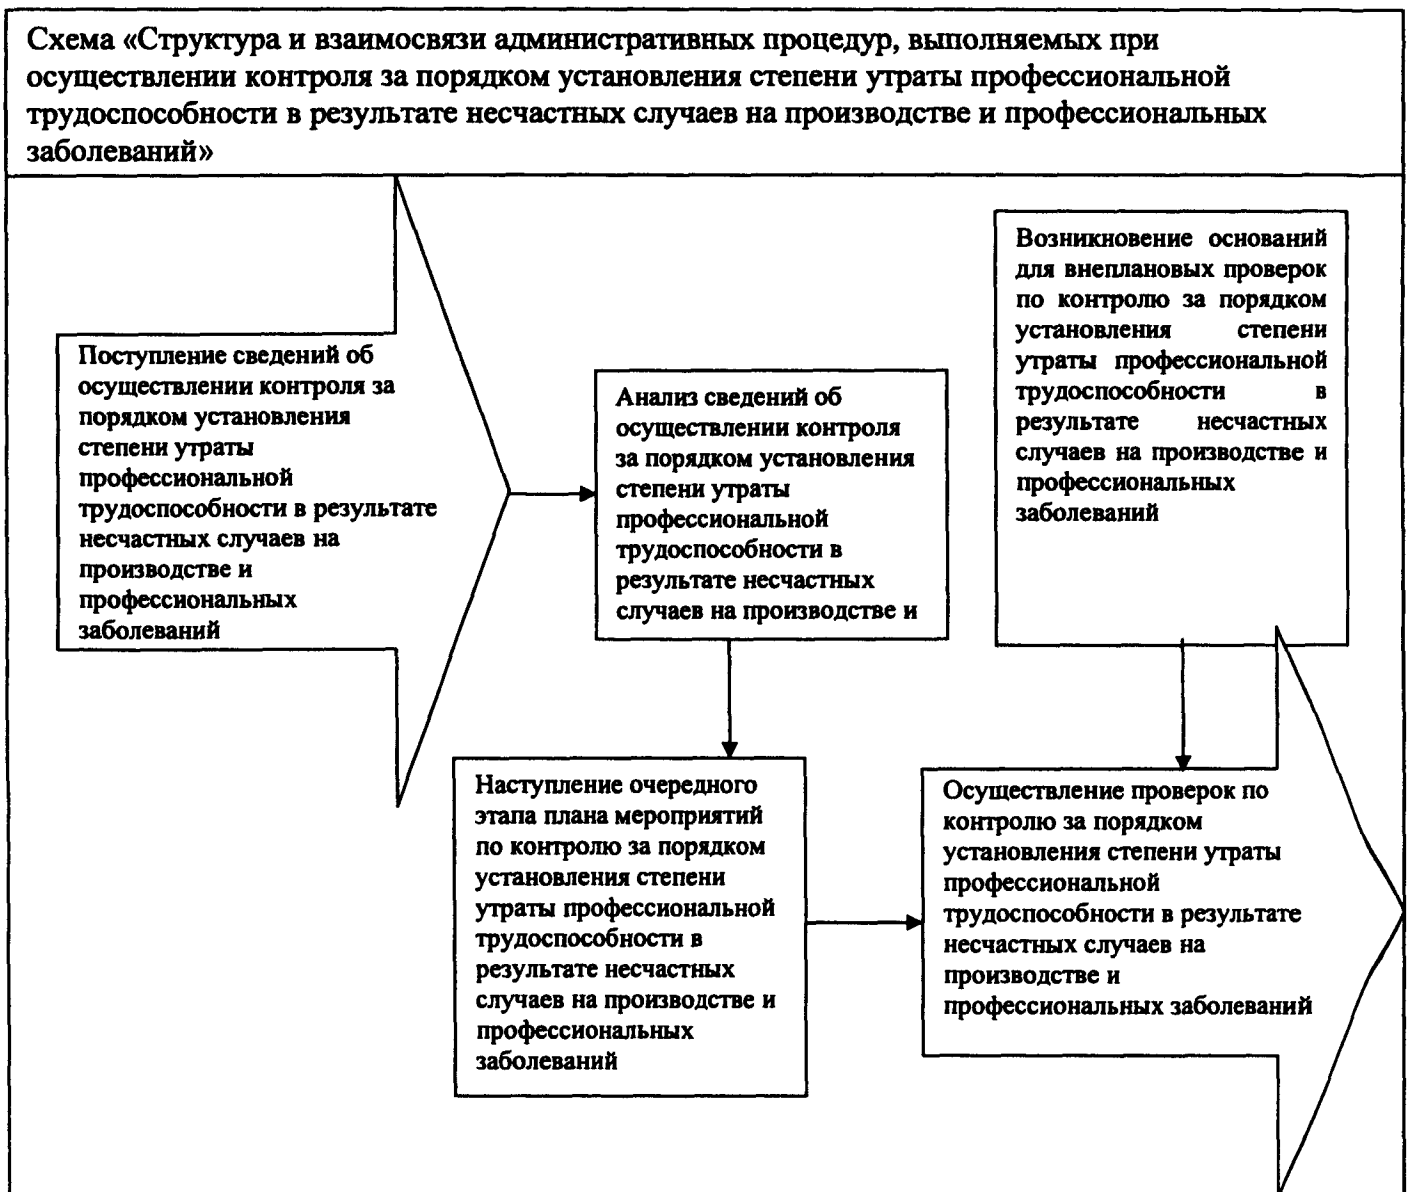 Схема «Структура и взаимосвязи административных процедур, выполняемых при
осуществлении контроля за порядком установления степени утраты профессиональной
трудоспособности в результате несчастных случаев на производстве и профессиональных
заболеваний»
Поступление сведений об
осуществлении контроля за
порядком установления
степени утраты
профессиональной
трудоспособности в результате
несчастных случаев на
производстве и
профессиональных
заболеваний
Анализ сведений об
осуществлении контроля
за порядком установления
степени утраты
профессиональной
трудоспособности в
результате несчастных
случаев на производстве и
Возникновение оснований
для внеплановых проверок
по контролю за порядком
установления степени
утраты профессиональной
трудоспособности в
результате несчастных
случаев на производстве и
профессиональных
заболеваний
Наступление очередного
этапа плана мероприятий
по контролю за порядком
установления степени
утраты профессиональной
трудоспособности в
результате несчастных
случаев на производстве и
профессиональных
заболеваний
Осуществление проверок по
контролю за порядком
установления степени утраты
профессиональной
трудоспособности в результате
несчастных случаев на
производстве и
профессиональных заболеваний